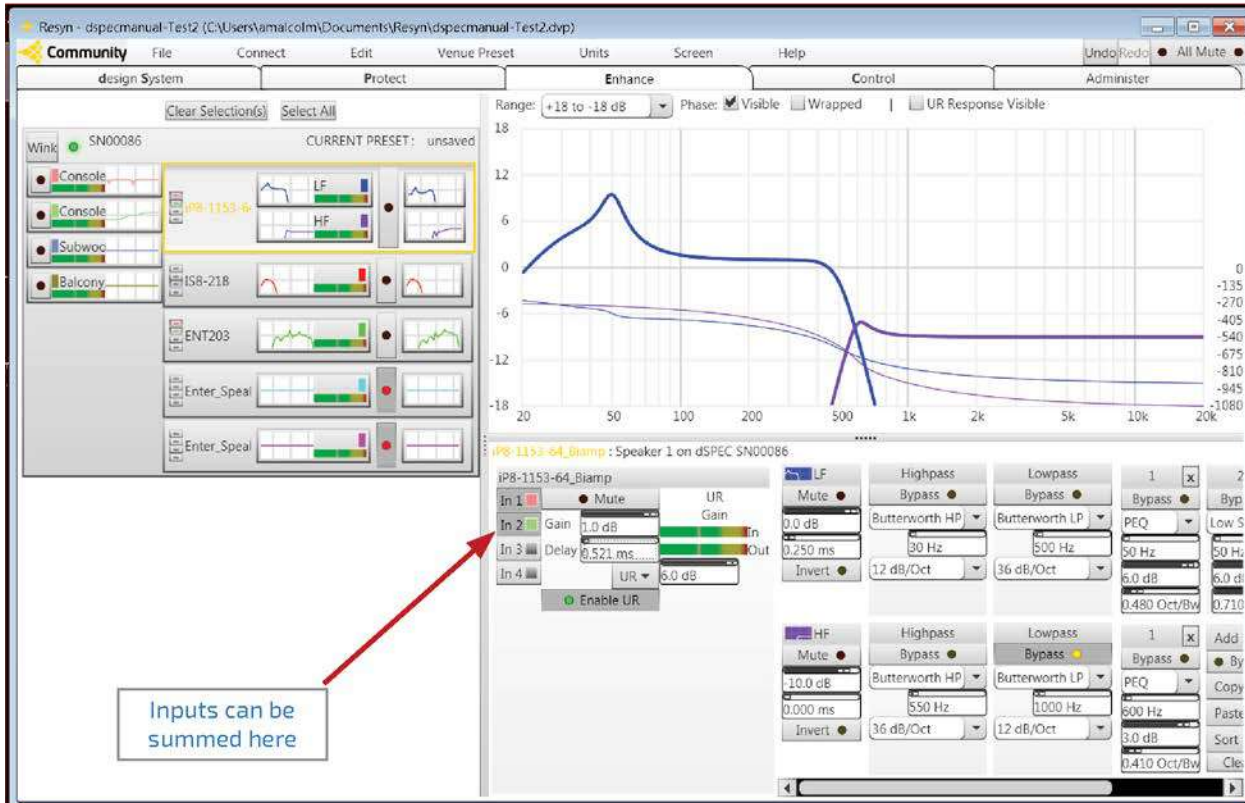 Resyn - dspecmanual-Test2 (C:\Users\amalcolm\Documents\Resyn\dspecmanual-Test2.dvp)
Community File Connect Edit Venue Preset Units Screen Help Undo Redo All Mute
design System Protect Enhance Control Administer
Clear Selection(s) Select All
Wink SN00086 CURRENT PRESET: unsaved
Console
Console
Subwoo
Balcony
iP8-1153-6
LF
HF
IS8-218
ENT203
Enter_Speal
Enter_Speal
Range: +18 to -18 dB Phase: Visible Wrapped | UR Response Visible
18
12
6
0 0
-135
-270
-6 -405
-540
-675
-12 -810
-945
-18 -1080
20 50 100 200 500 1k 2k 5k 10k 20k
iP8-1153-64_Biamp : Speaker 1 on dSPEC SN00086
iP8-1153-64_Biamp
In 1 Mute UR
In 2 Gain 1.0 dB Gain In
In 3 Delay 0.521 ms Out
In 4 UR 6.0 dB
Enable UR
LF Highpass Lowpass 1 x 2
Mute Bypass Bypass Bypass Byp
0.0 dB Butterworth HP Butterworth LP PEQ Low S
0.250 ms 30 Hz 500 Hz 50 Hz 50 Hz
Invert 12 dB/Oct 36 dB/Oct 6.0 dB 6.0 d
0.480 Oct/Bw 0.710
HF Highpass Lowpass 1 x Add
Mute Bypass Bypass Bypass By
-10.0 dB Butterworth HP Butterworth LP PEQ Copy
0.000 ms 550 Hz 1000 Hz 600 Hz Paste
Invert 36 dB/Oct 12 dB/Oct 3.0 dB Sort
0.410 Oct/Bw Cle
Inputs can be
summed here